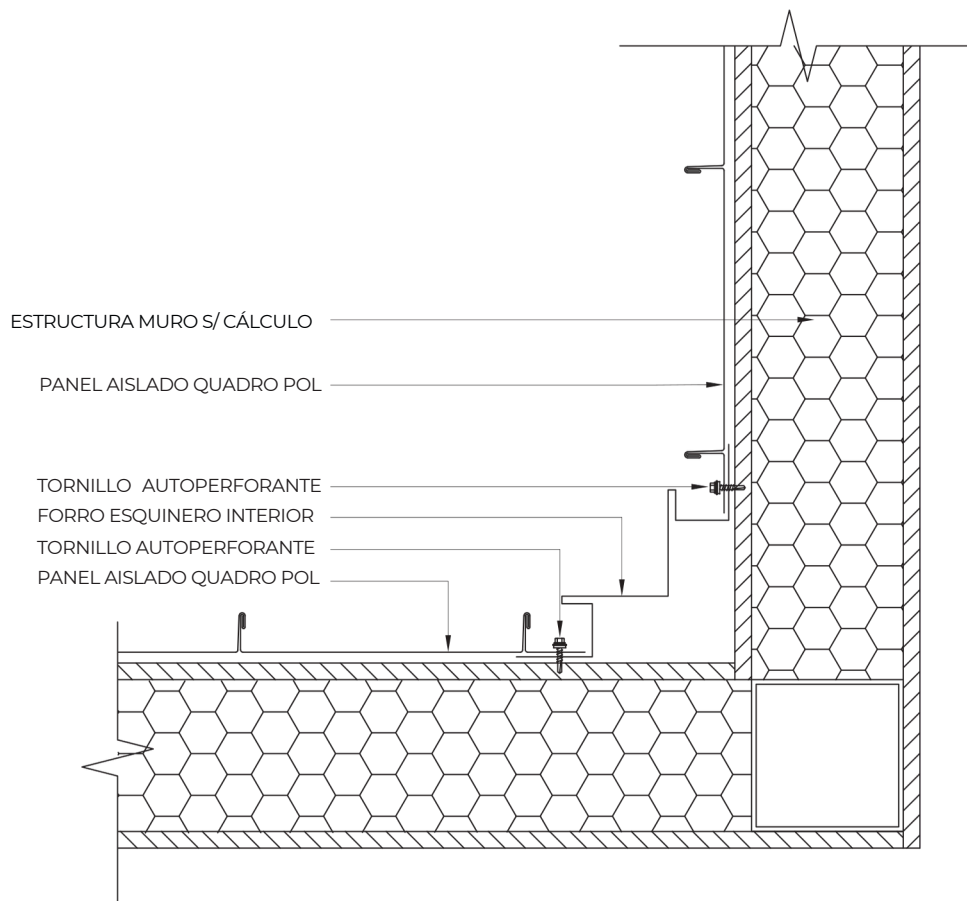 ESTRUCTURA MURO S/ CÁLCULO
PANEL AISLADO QUADRO POL
TORNILLO AUTOPERFORANTE
FORRO ESQUINERO INTERIOR
TORNILLO AUTOPERFORANTE
PANEL AISLADO QUADRO POL